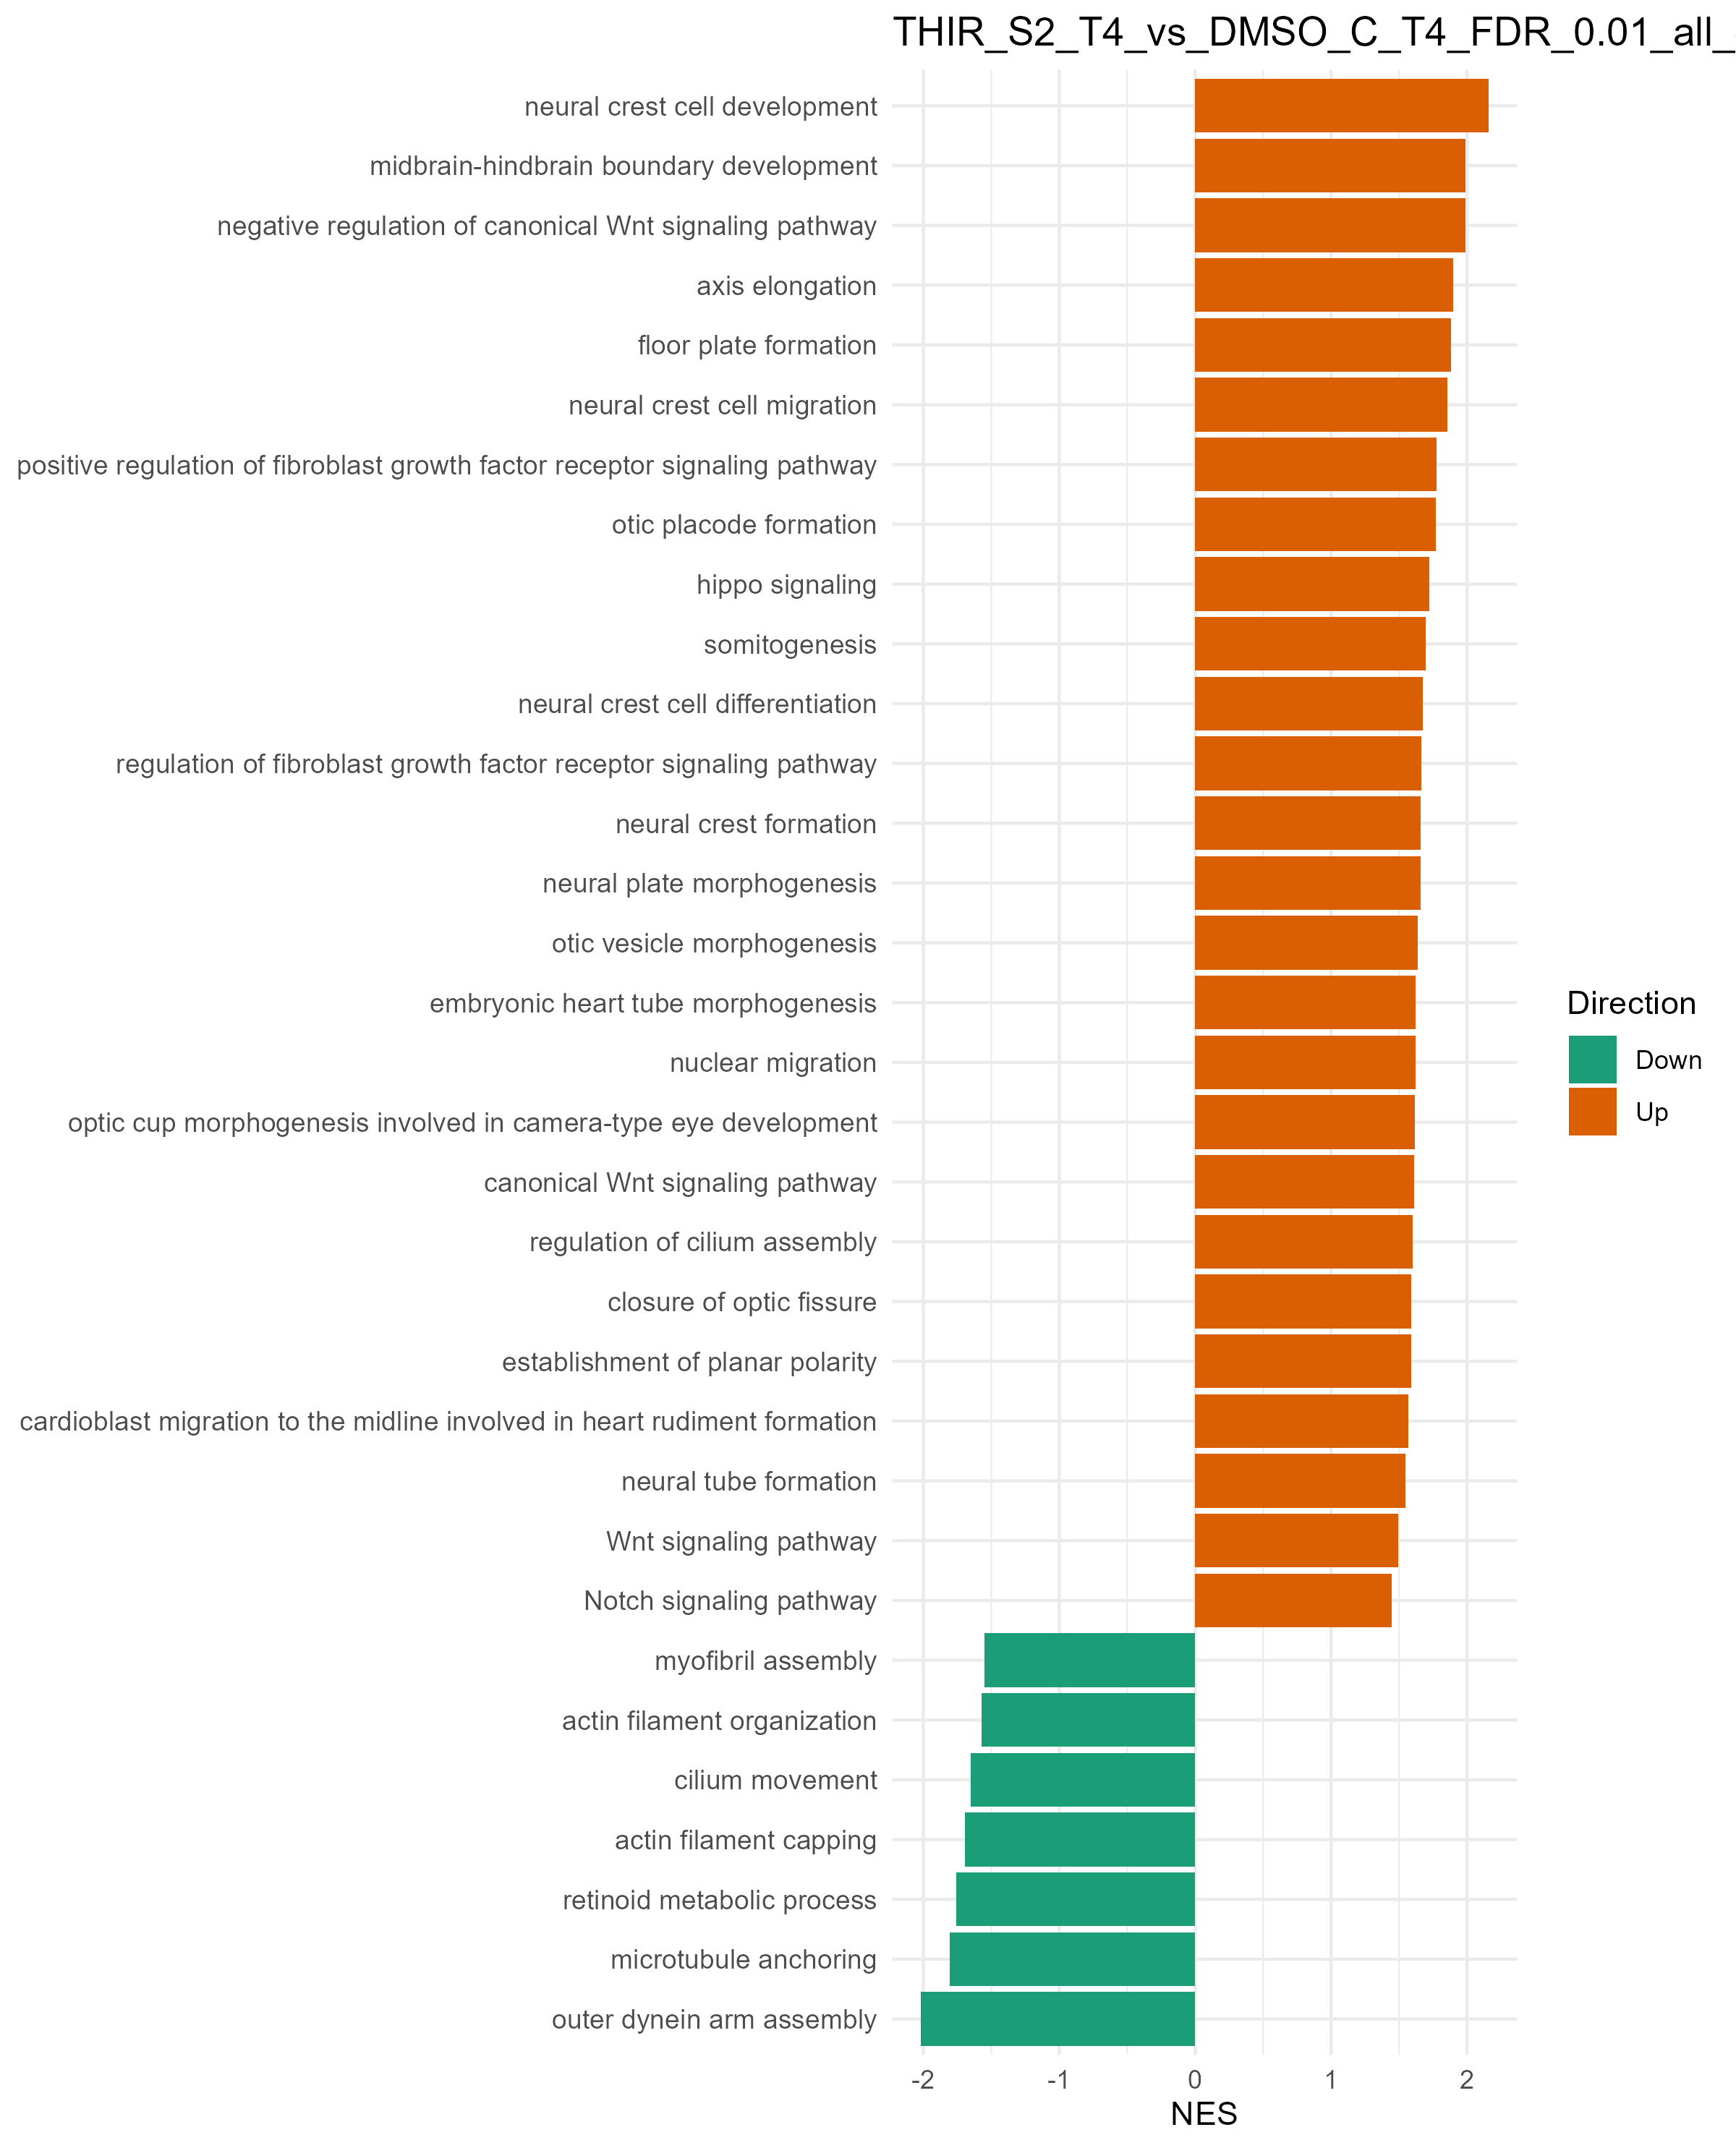 THIR_S2_T4_vs_DMSO_C_T4_FDR_0.01_all_
neural crest cell development
midbrain-hindbrain boundary development
negative regulation of canonical Wnt signaling pathway
axis elongation
floor plate formation
neural crest cell migration
positive regulation of fibroblast growth factor receptor signaling pathway
otic placode formation
hippo signaling
somitogenesis
neural crest cell differentiation
regulation of fibroblast growth factor receptor signaling pathway
neural crest formation
neural plate morphogenesis
otic vesicle morphogenesis
embryonic heart tube morphogenesis
nuclear migration
optic cup morphogenesis involved in camera-type eye development
canonical Wnt signaling pathway
regulation of cilium assembly
closure of optic fissure
establishment of planar polarity
cardioblast migration to the midline involved in heart rudiment formation
neural tube formation
Wnt signaling pathway
Notch signaling pathway
myofibril assembly
actin filament organization
cilium movement
actin filament capping
retinoid metabolic process
microtubule anchoring
outer dynein arm assembly
-2 -1 0 1 2
NES
Direction
Down
Up